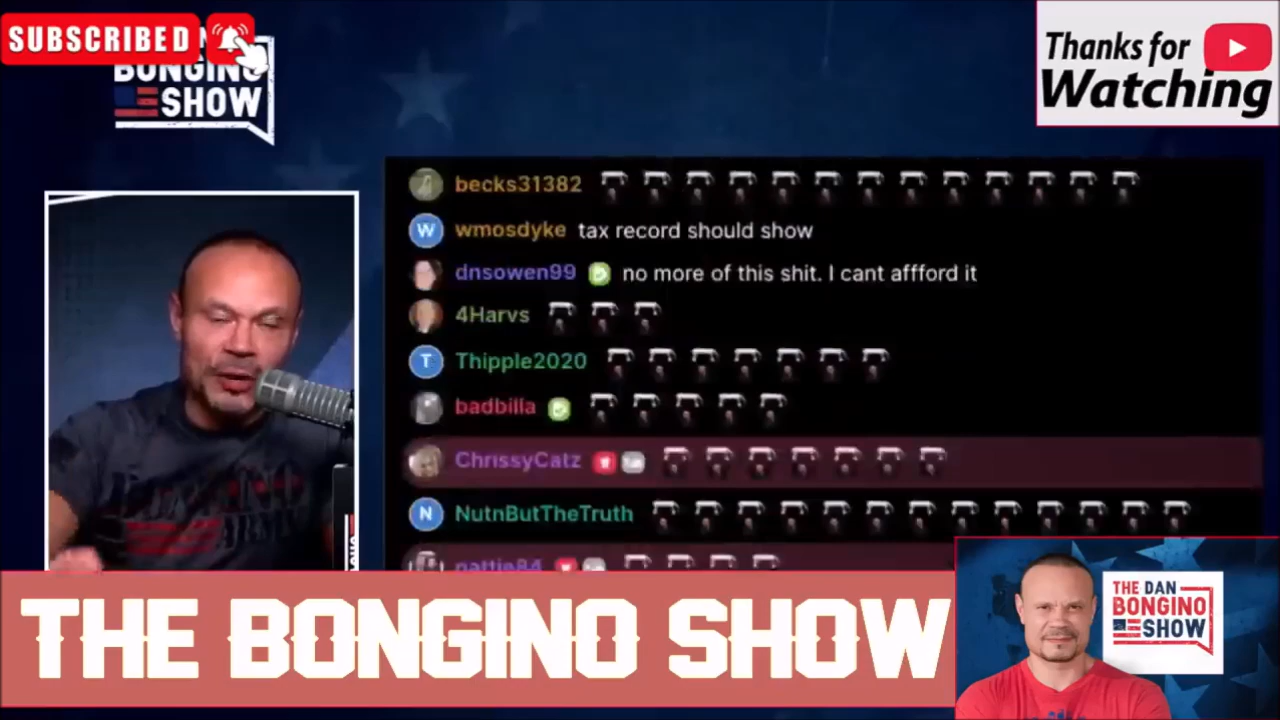 SUBSCRIBED
BONGINO
SHOW
Thanks for
Watching
becks31382
W wmosdyke tax record should show
dnsowen99 no more of this shit. I cant affford it
4Harvs
T Thipple2020
badbilla
ChrissyCatz
N NutnButTheTruth
pattie84
THE BONGINO SHOW
THE DAN
BONGINO
SHOW